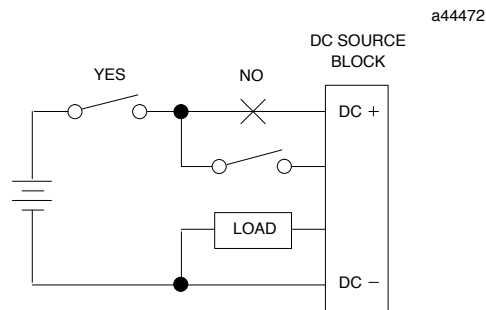 a44472
DC SOURCE
BLOCK
YES
NO
DC +
LOAD
DC −